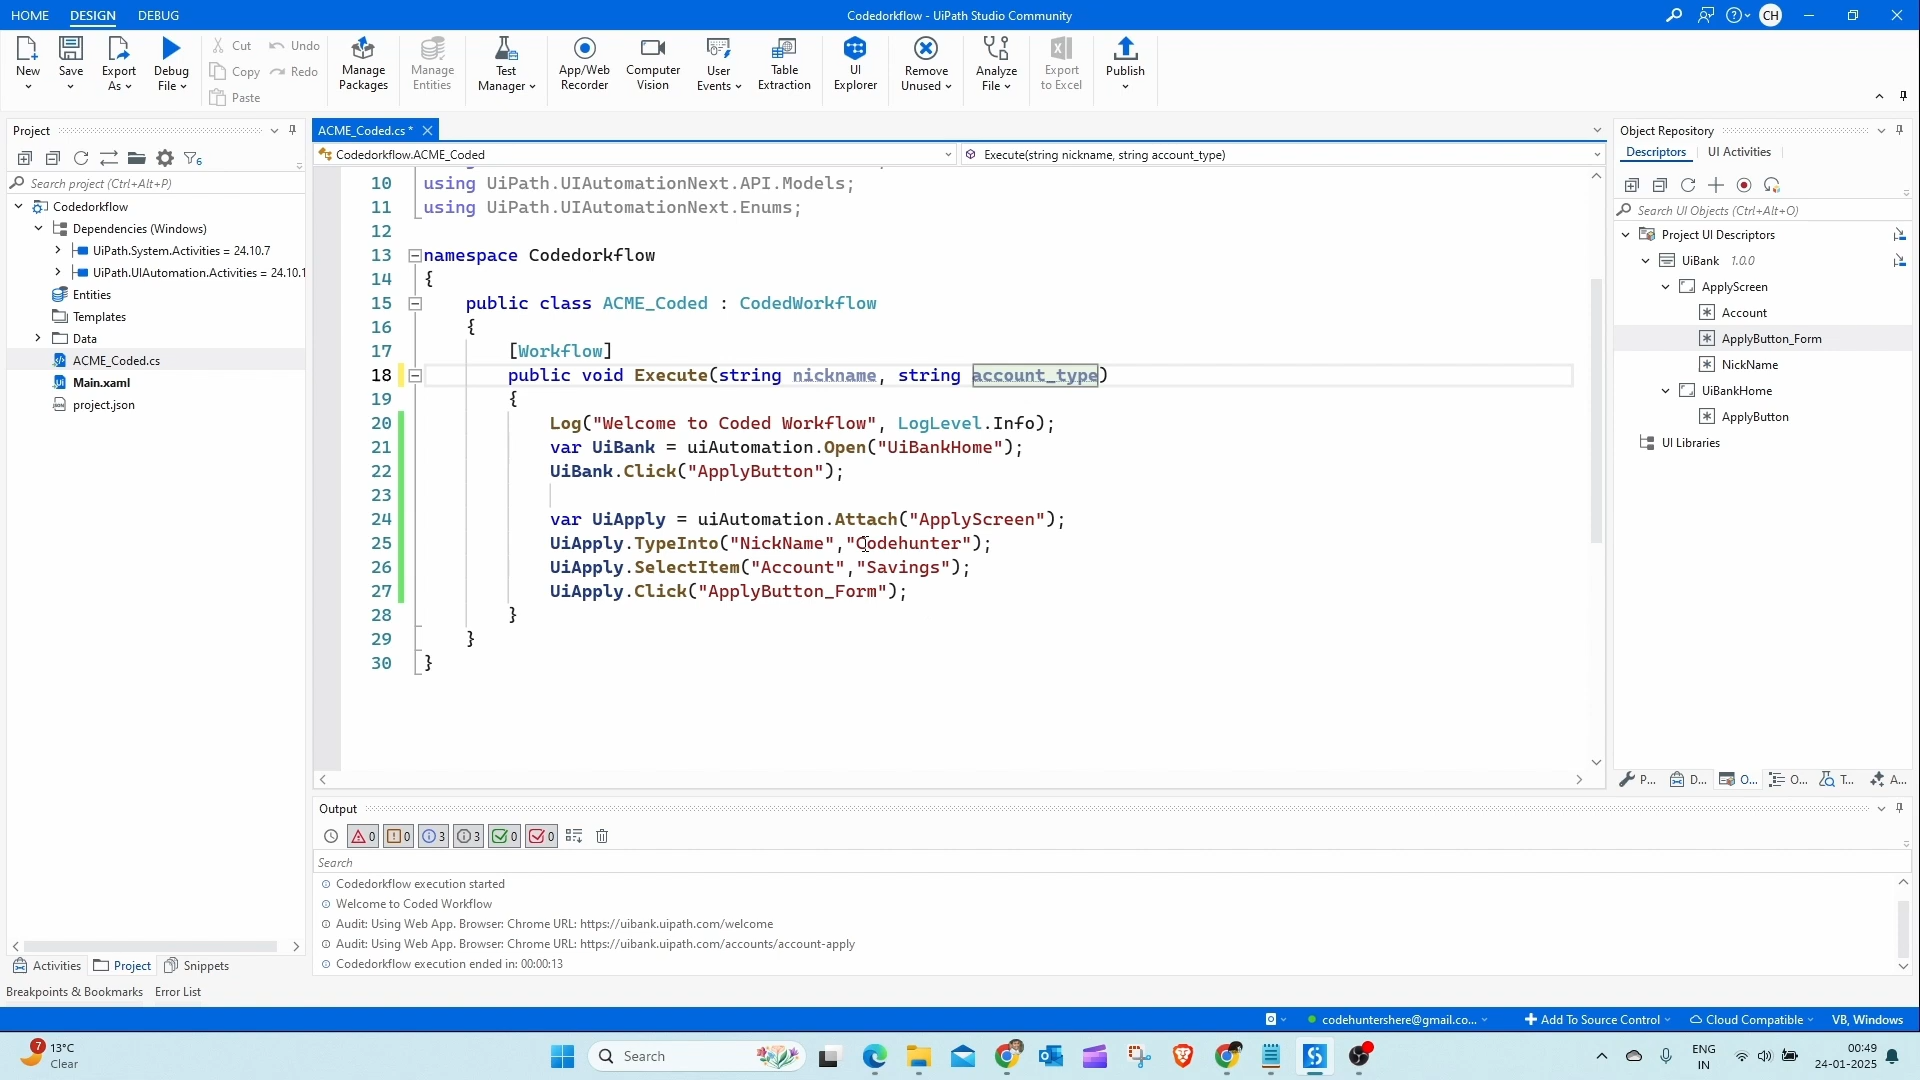 HOME DESIGN DEBUG Codedorkflow - UiPath Studio Community CH
New Save Export As Debug File Cut Copy Paste Undo Redo Manage Packages Manage Entities Test Manager App/Web Recorder Computer Vision User Events Table Extraction UI Explorer Remove Unused Analyze File Export to Excel Publish
Project
6
Search project (Ctrl+Alt+P)
Codedorkflow
Dependencies (Windows)
UiPath.System.Activities = 24.10.7
UiPath.UIAutomation.Activities = 24.10.1
Entities
Templates
Data
ACME_Coded.cs
Main.xaml
project.json
Activities Project Snippets
Breakpoints & Bookmarks Error List
ACME_Coded.cs *
Codedorkflow.ACME_Coded Execute(string nickname, string account_type)
10 using UiPath.UIAutomationNext.API.Models;
11 using UiPath.UIAutomationNext.Enums;
12
13 namespace Codedorkflow
14 {
15 public class ACME_Coded : CodedWorkflow
16 {
17 [Workflow]
18 public void Execute(string nickname, string account_type)
19 {
20 Log("Welcome to Coded Workflow", LogLevel.Info);
21 var UiBank = uiAutomation.Open("UiBankHome");
22 UiBank.Click("ApplyButton");
23
24 var UiApply = uiAutomation.Attach("ApplyScreen");
25 UiApply.TypeInto("NickName","Codehunter");
26 UiApply.SelectItem("Account","Savings");
27 UiApply.Click("ApplyButton_Form");
28 }
29 }
30 }
Output
0 0 3 3 0 0
Search
Codedorkflow execution started
Welcome to Coded Workflow
Audit: Using Web App. Browser: Chrome URL: https://uibank.uipath.com/welcome
Audit: Using Web App. Browser: Chrome URL: https://uibank.uipath.com/accounts/account-apply
Codedorkflow execution ended in: 00:00:13
Object Repository
Descriptors UI Activities
Search UI Objects (Ctrl+Alt+O)
Project UI Descriptors
UiBank 1.0.0
ApplyScreen
Account
ApplyButton_Form
NickName
UiBankHome
ApplyButton
UI Libraries
P... D... O... O... T... A...
codehuntershere@gmail.co... Add To Source Control Cloud Compatible VB, Windows
7
13°C
Clear
Search
ENG
IN
00:49
24-01-2025